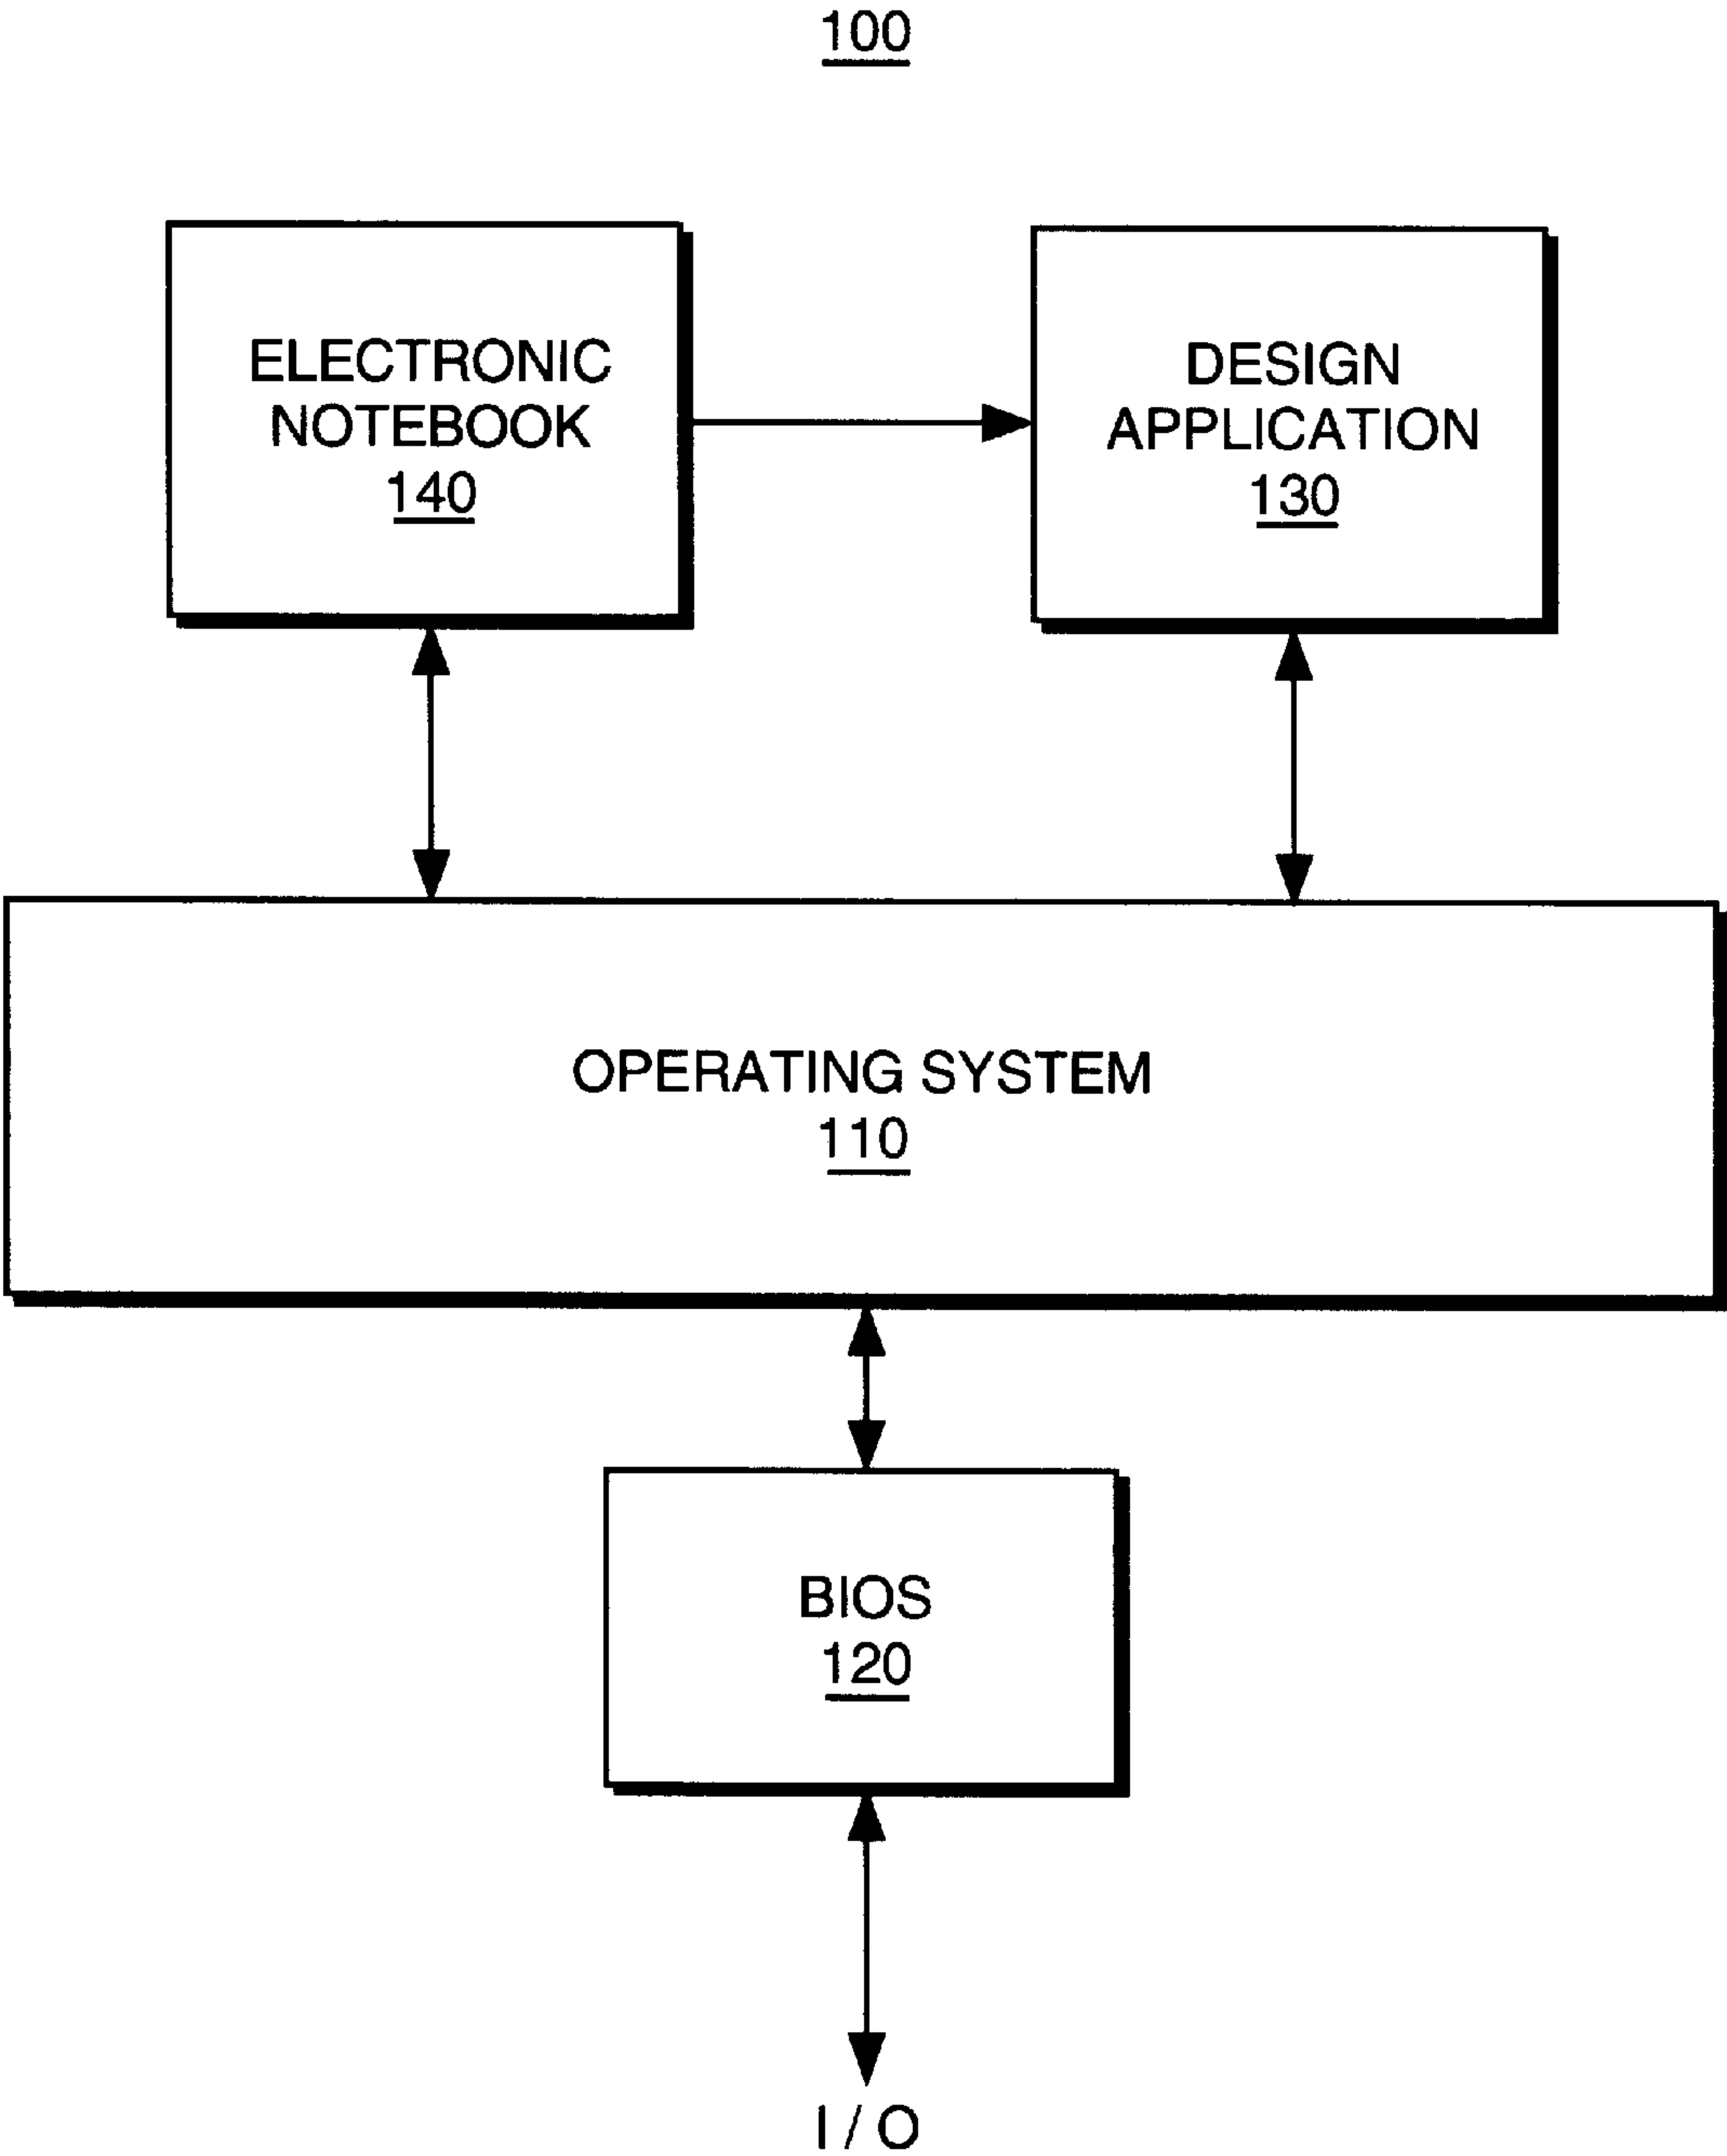 100
ELECTRONIC
NOTEBOOK
140
DESIGN
APPLICATION
130
OPERATING SYSTEM
110
BIOS
120
I/O